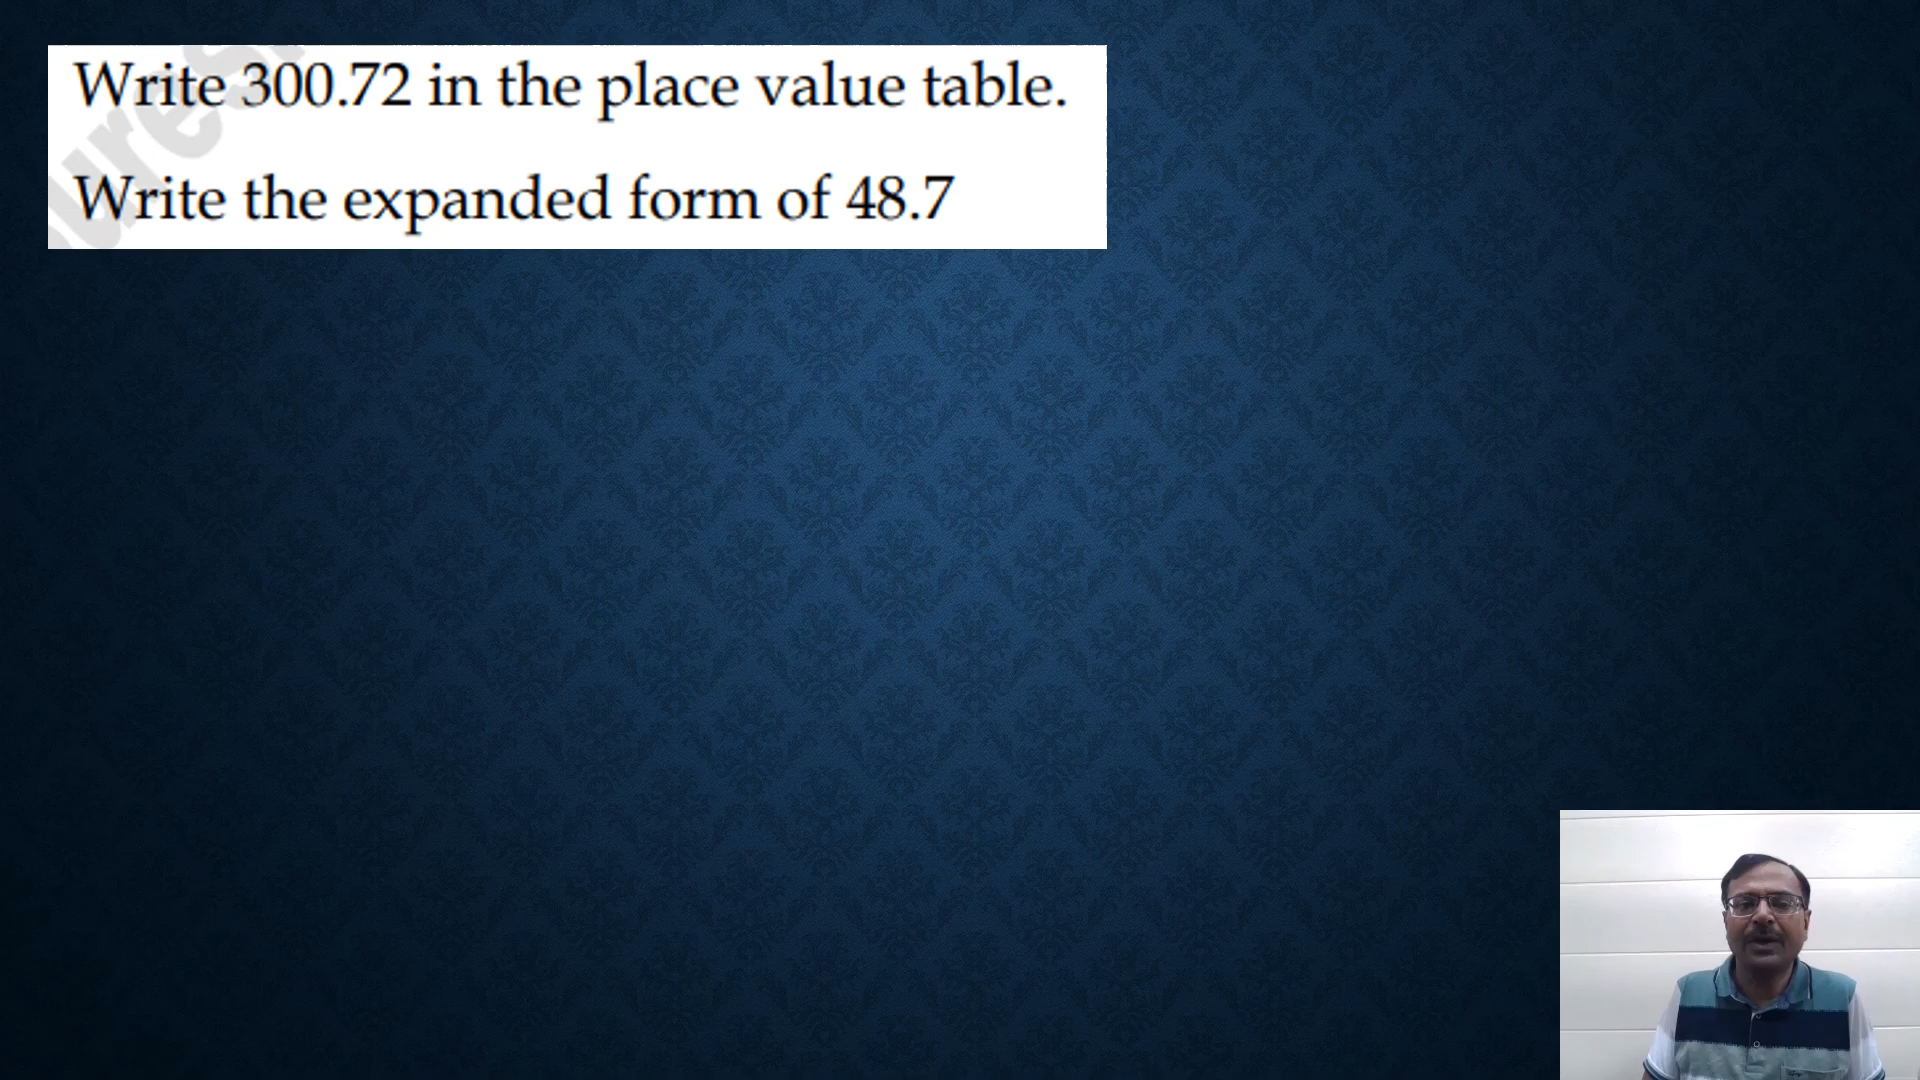 Write 300.72 in the place value table.
Write the expanded form of 48.7